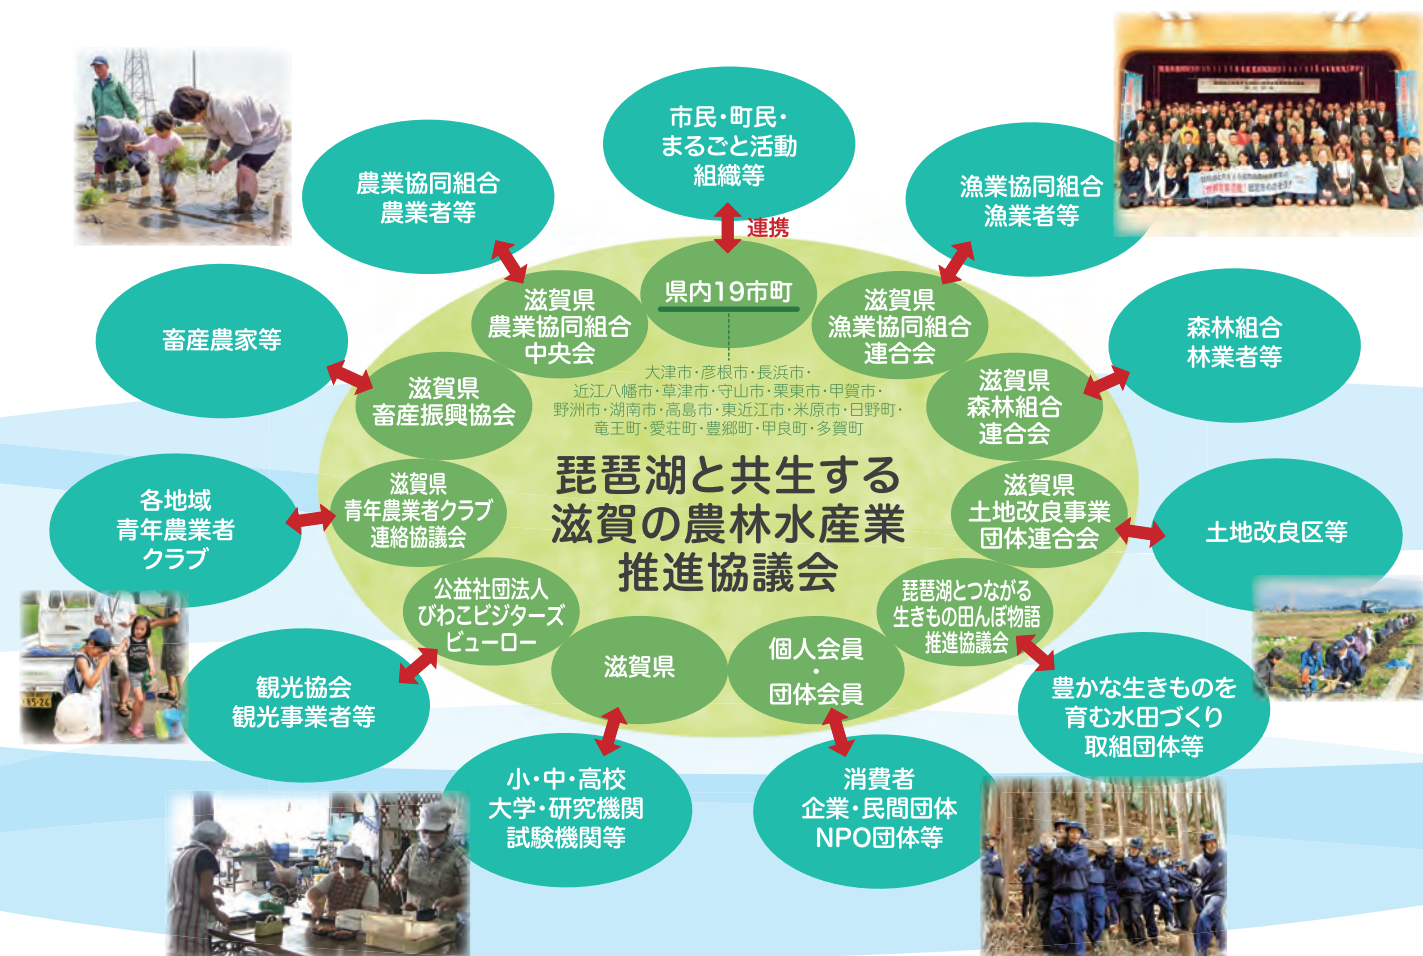 市民・町民・
まるごと活動
組織等
農業協同組合
農業者等
漁業協同組合
漁業者等
連携
畜産農家等
森林組合
林業者等
県内19市町
滋賀県
農業協同組合
中央会
滋賀県
漁業協同組合
連合会
滋賀県
畜産振興協会
滋賀県
森林組合
連合会
大津市・彦根市・長浜市・
近江八幡市・草津市・守山市・栗東市・甲賀市・
野洲市・湖南市・高島市・東近江市・米原市・日野町・
竜王町・愛荘町・豊郷町・甲良町・多賀町
琵琶湖と共生する
滋賀の農林水産業
推進協議会
各地域
青年農業者
クラブ
滋賀県
青年農業者クラブ
連絡協議会
滋賀県
土地改良事業
団体連合会
土地改良区等
公益社団法人
びわこビジターズ
ビューロー
琵琶湖とつながる
生きもの田んぼ物語
推進協議会
滋賀県
個人会員
・
団体会員
観光協会
観光事業者等
豊かな生きものを
育む水田づくり
取組団体等
小・中・高校
大学・研究機関
試験機関等
消費者
企業・民間団体
NPO団体等